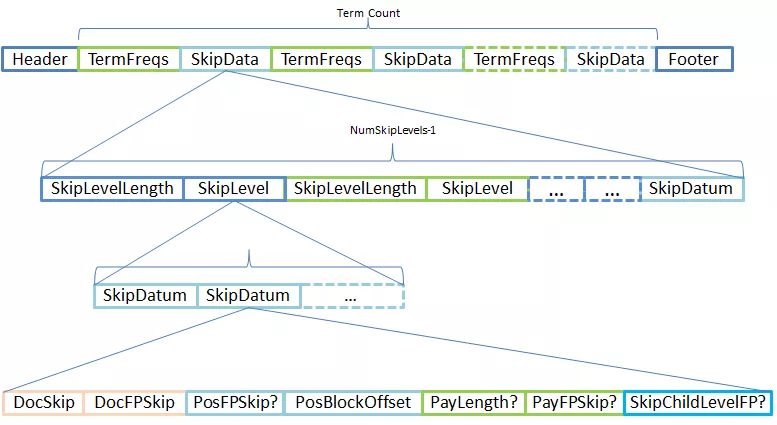 Term Count
Header TermFreqs SkipData TermFreqs SkipData TermFreqs SkipData Footer
NumSkipLevels-1
SkipLevelLength SkipLevel SkipLevelLength SkipLevel ... ... SkipDatum
SkipDatum SkipDatum ...
DocSkip DocFPSkip PosFPSkip? PosBlockOffset PayLength? PayFPSkip? SkipChildLevelFP?